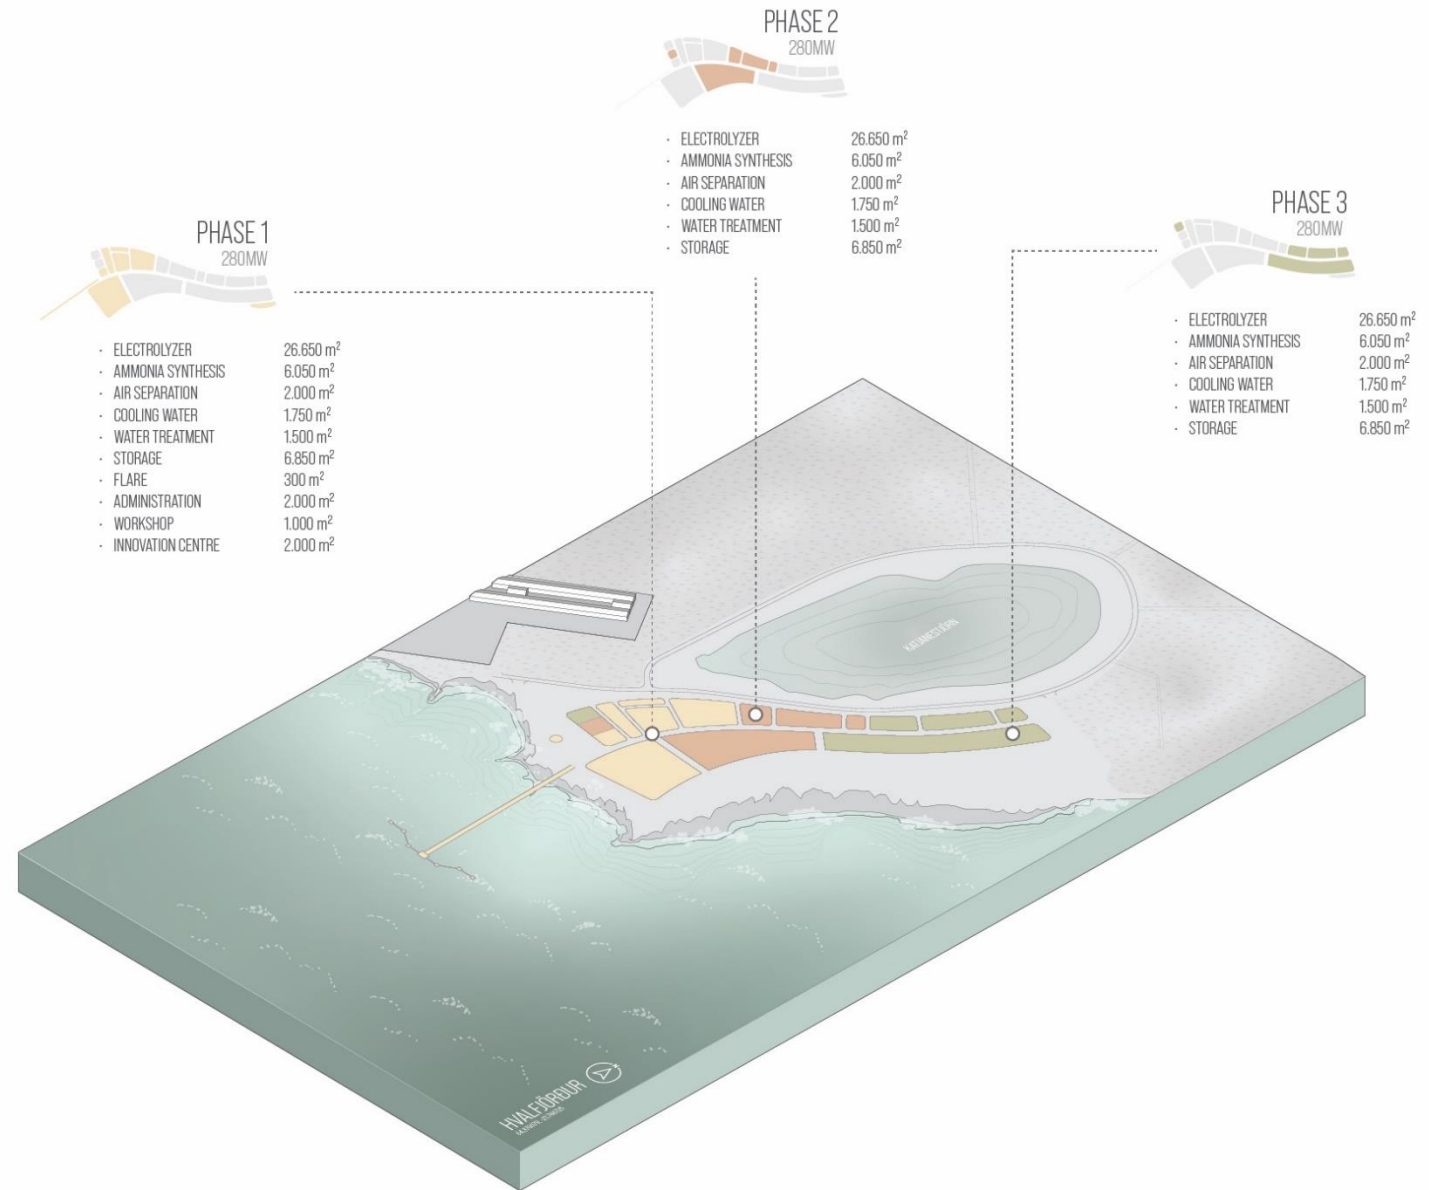 PHASE 2
280MW
· ELECTROLYZER 26.650 m²
· AMMONIA SYNTHESIS 6.050 m²
· AIR SEPARATION 2.000 m²
· COOLING WATER 1.750 m²
· WATER TREATMENT 1.500 m²
· STORAGE 6.850 m²
PHASE 3
280MW
· ELECTROLYZER 26.650 m²
· AMMONIA SYNTHESIS 6.050 m²
· AIR SEPARATION 2.000 m²
· COOLING WATER 1.750 m²
· WATER TREATMENT 1.500 m²
· STORAGE 6.850 m²
PHASE 1
280MW
· ELECTROLYZER 26.650 m²
· AMMONIA SYNTHESIS 6.050 m²
· AIR SEPARATION 2.000 m²
· COOLING WATER 1.750 m²
· WATER TREATMENT 1.500 m²
· STORAGE 6.850 m²
· FLARE 300 m²
· ADMINISTRATION 2.000 m²
· WORKSHOP 1.000 m²
· INNOVATION CENTRE 2.000 m²
KATANESTJÖRN
HVALFJÖRÐUR